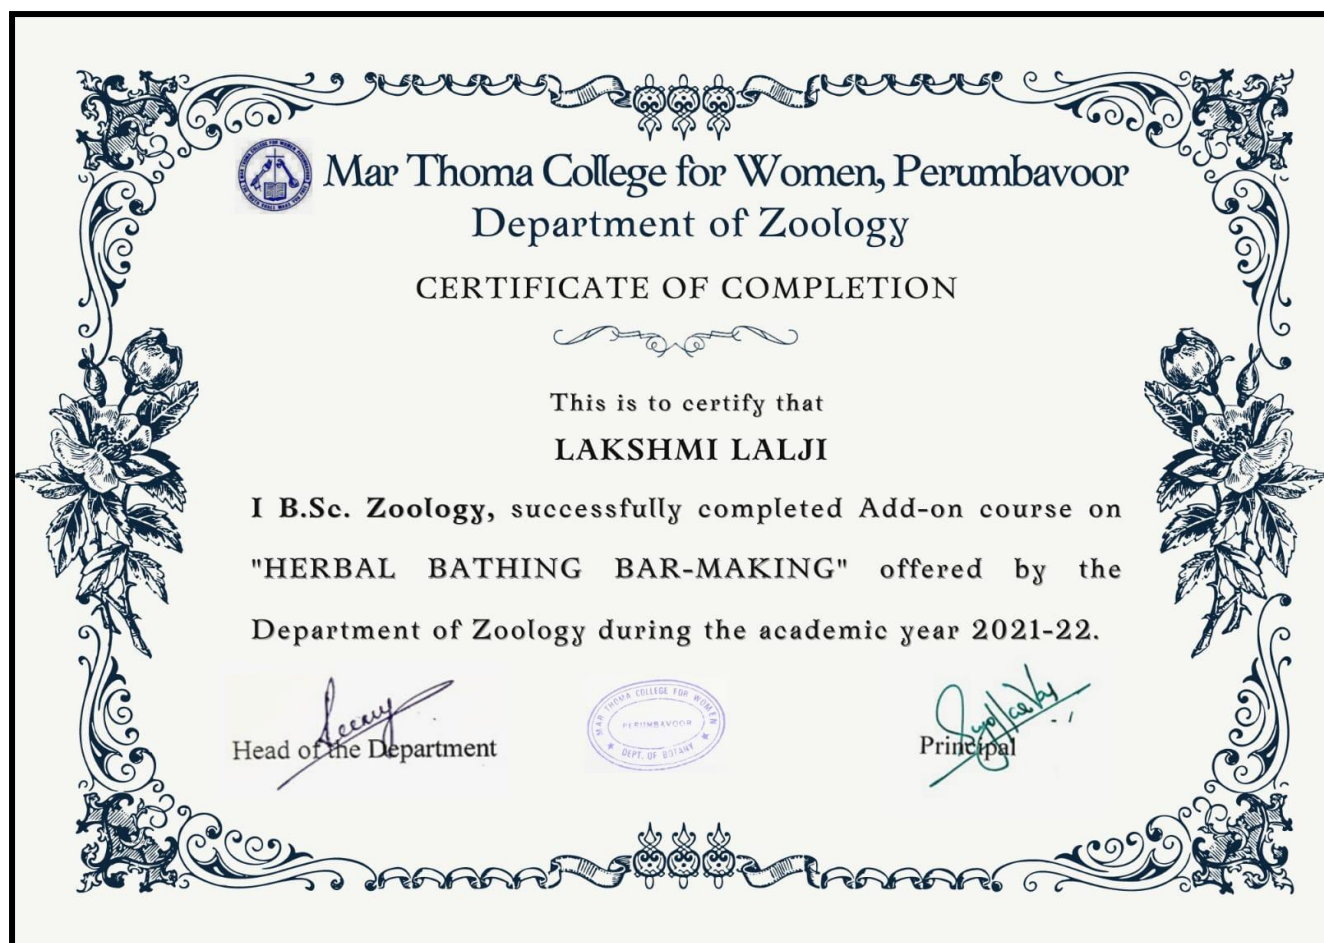 Mar Thoma College for Women, Perumbavoor
Department of Zoology
CERTIFICATE OF COMPLETION
This is to certify that
LAKSHMI LALJI
I B.Sc. Zoology, successfully completed Add-on course on
"HERBAL BATHING BAR-MAKING" offered by the
Department of Zoology during the academic year 2021-22.
MAR THOMA COLLEGE FOR WOMEN
PERUMBAVOOR
DEPT. OF BOTANY
Head of the Department
Principal